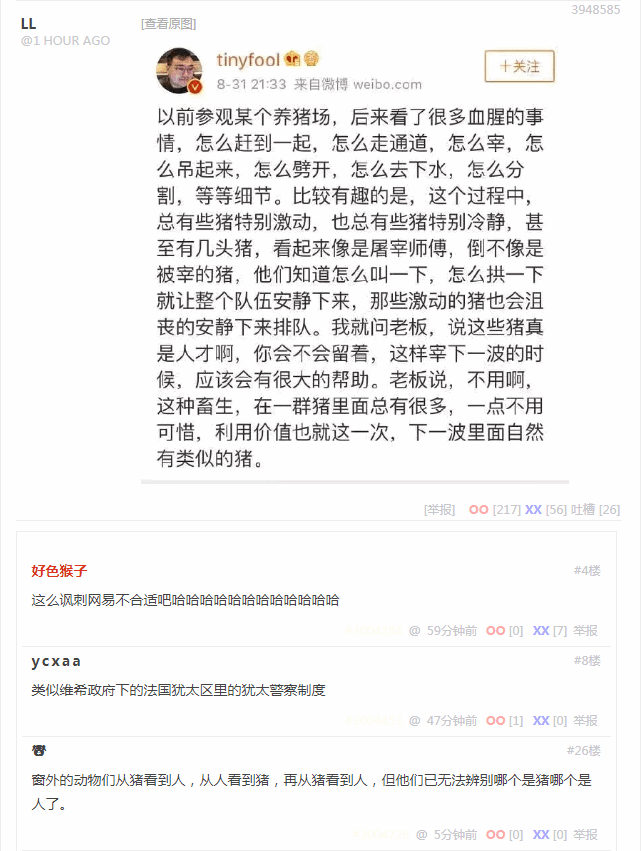 3948585
LL
@1 HOUR AGO
[查看原图]
tinyfool
+关注
8-31 21:33 来自微博 weibo.com
以前参观某个养猪场，后来看了很多血腥的事
情，怎么赶到一起，怎么走通道，怎么宰，怎
么吊起来，怎么劈开，怎么去下水，怎么分
割，等等细节。比较有趣的是，这个过程中，
总有些猪特别激动，也总有些猪特别冷静，甚
至有几头猪，看起来像是屠宰师傅，倒不像是
被宰的猪，他们知道怎么叫一下，怎么拱一下
就让整个队伍安静下来，那些激动的猪也会沮
丧的安静下来排队。我就问老板，说这些猪真
是人才啊，你会不会留着，这样宰下一波的时
候，应该会有很大的帮助。老板说，不用啊，
这种畜生，在一群猪里面总有很多，一点不用
可惜，利用价值也就这一次，下一波里面自然
有类似的猪。
[举报] OO [217] XX [56] 吐槽 [26]
好色猴子 #4楼
这么讽刺网易不合适吧哈哈哈哈哈哈哈哈哈哈哈哈
@ 59分钟前 OO [0] XX [7] 举报
ycxaa #8楼
类似维希政府下的法国犹太区里的犹太警察制度
@ 47分钟前 OO [1] XX [0] 举报
#26楼
窗外的动物们从猪看到人，从人看到猪，再从猪看到人，但他们已无法辨别哪个是猪哪个是
人了。
@ 5分钟前 OO [0] XX [0] 举报